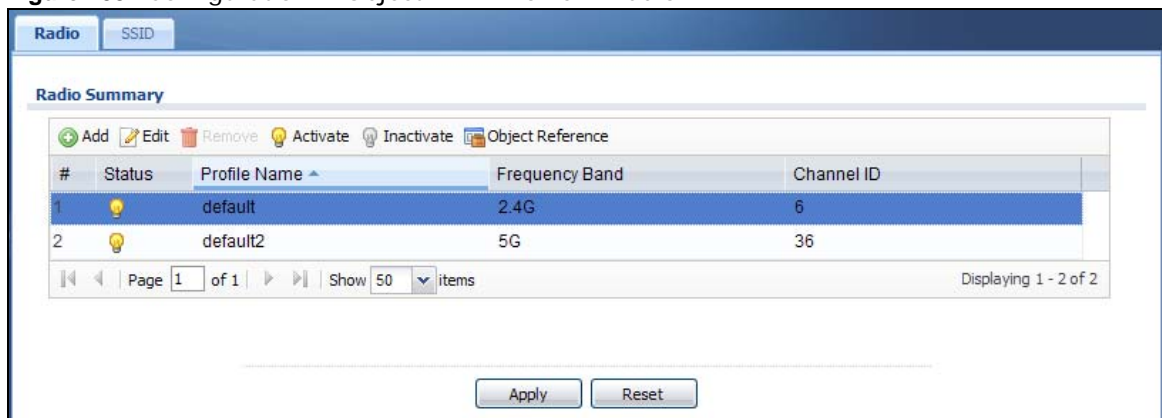 Radio SSID
Radio Summary
Add Edit Remove Activate Inactivate Object Reference
# Status Profile Name Frequency Band Channel ID
1 default 2.4G 6
2 default2 5G 36
Page 1 of 1 Show 50 items Displaying 1 - 2 of 2
Apply Reset